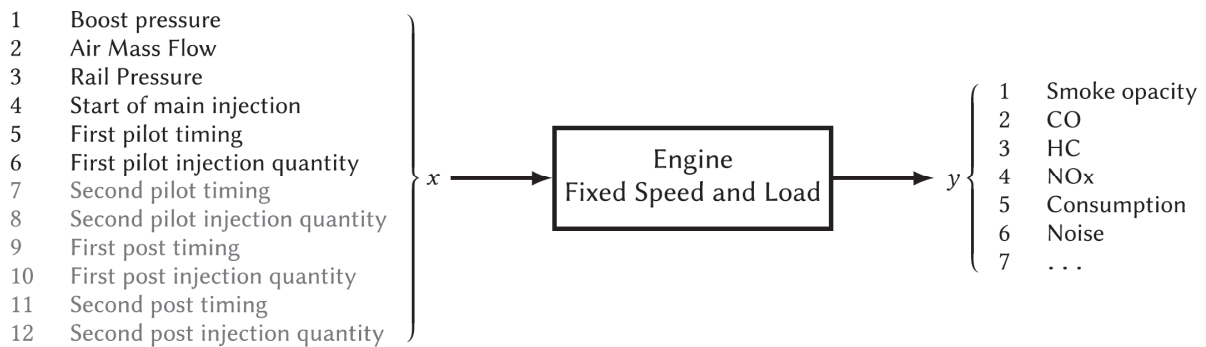 1 Boost pressure
2 Air Mass Flow
3 Rail Pressure
4 Start of main injection
5 First pilot timing
6 First pilot injection quantity
7 Second pilot timing
8 Second pilot injection quantity
9 First post timing
10 First post injection quantity
11 Second post timing
12 Second post injection quantity
x
Engine
Fixed Speed and Load
y
1 Smoke opacity
2 CO
3 HC
4 NOx
5 Consumption
6 Noise
7 . . .